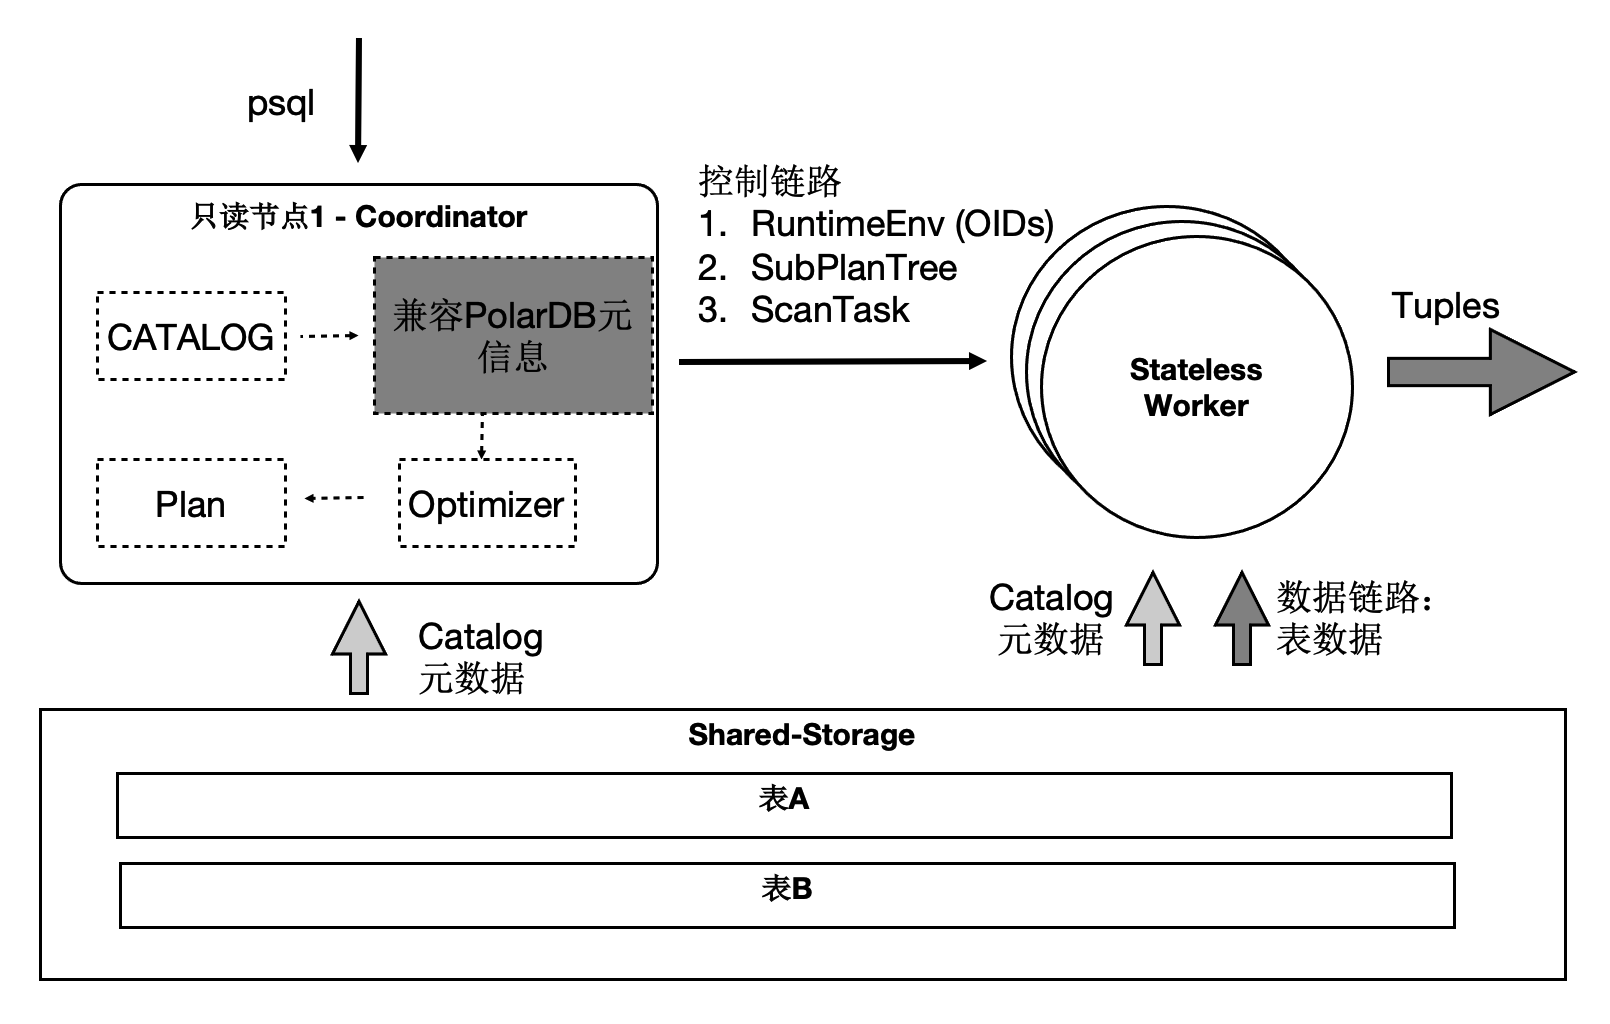 psql
只读节点1 - Coordinator
CATALOG
兼容PolarDB元
信息
Plan
Optimizer
控制链路
1. RuntimeEnv (OIDs)
2. SubPlanTree
3. ScanTask
Stateless
Worker
Tuples
Catalog
元数据
Catalog
元数据
数据链路：
表数据
Shared-Storage
表A
表B